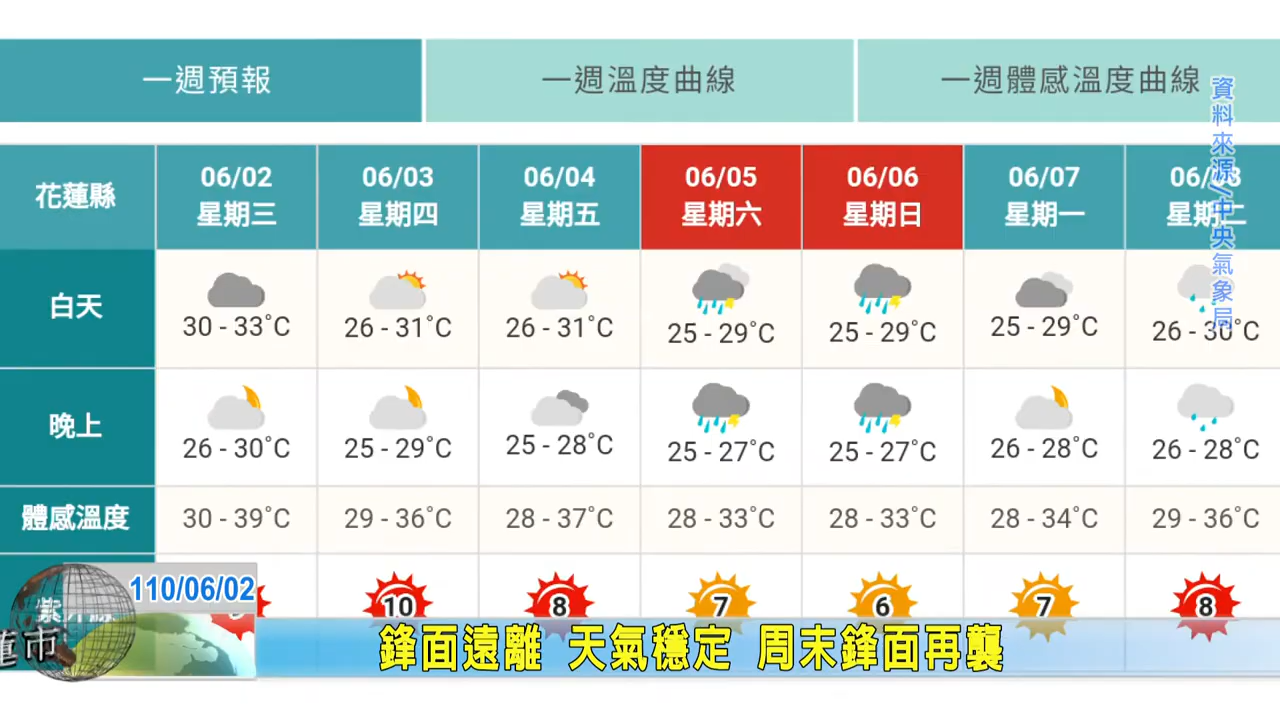 一週預報 一週溫度曲線 一週體感溫度曲線
資料來源/中央氣象局
花蓮縣 06/02 星期三 06/03 星期四 06/04 星期五 06/05 星期六 06/06 星期日 06/07 星期一 06/08 星期二
白天 30 - 33°C 26 - 31°C 26 - 31°C 25 - 29°C 25 - 29°C 25 - 29°C 26 - 30°C
晚上 26 - 30°C 25 - 29°C 25 - 28°C 25 - 27°C 25 - 27°C 26 - 28°C 26 - 28°C
體感溫度 30 - 39°C 29 - 36°C 28 - 37°C 28 - 33°C 28 - 33°C 28 - 34°C 29 - 36°C
10 8 7 6 7 8
110/06/02
蓮市
鋒面遠離 天氣穩定 周末鋒面再襲